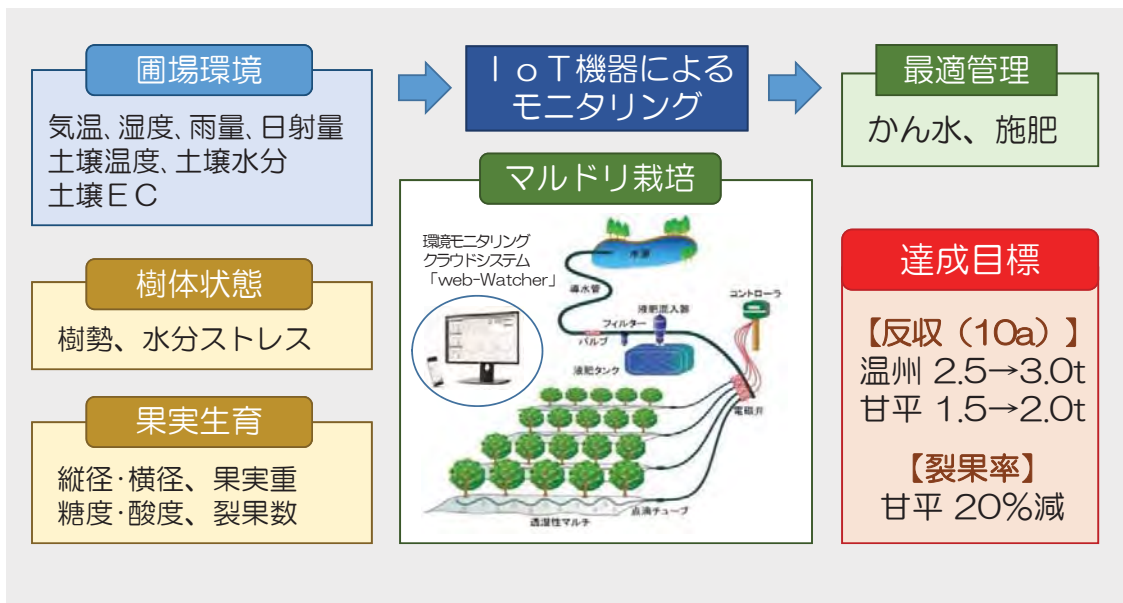 圃場環境
気温、湿度、雨量、日射量
土壌温度、土壌水分
土壌ＥＣ
樹体状態
樹勢、水分ストレス
果実生育
縦径・横径、果実重
糖度・酸度、裂果数
ＩｏＴ機器による
モニタリング
マルドリ栽培
環境モニタリング
クラウドシステム
「web-Watcher」
水源
導水管
コントローラ
液肥混入器
フィルター
バルブ
液肥タンク
電磁弁
点滴チューブ
透湿性マルチ
最適管理
かん水、施肥
達成目標
【反収（10a）】
温州 2.5→3.0t
甘平 1.5→2.0t
【裂果率】
甘平 20％減